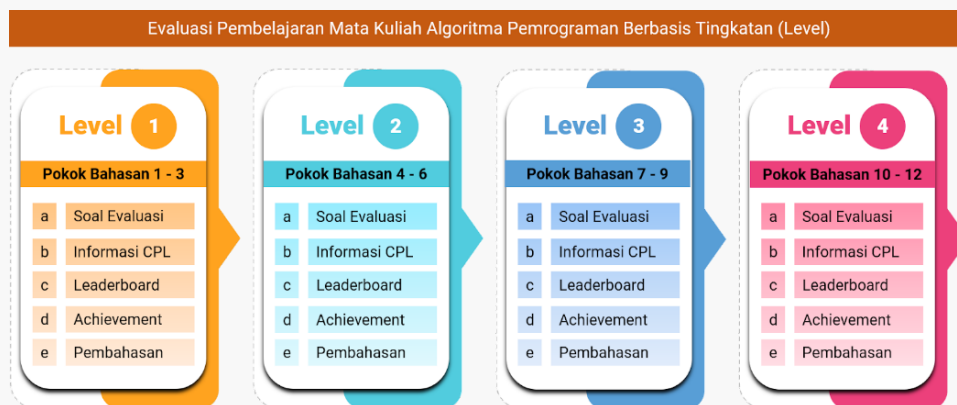 Evaluasi Pembelajaran Mata Kuliah Algoritma Pemrograman Berbasis Tingkatan (Level)
Level 1
Pokok Bahasan 1 - 3
a Soal Evaluasi
b Informasi CPL
c Leaderboard
d Achievement
e Pembahasan
Level 2
Pokok Bahasan 4 - 6
a Soal Evaluasi
b Informasi CPL
c Leaderboard
d Achievement
e Pembahasan
Level 3
Pokok Bahasan 7 - 9
a Soal Evaluasi
b Informasi CPL
c Leaderboard
d Achievement
e Pembahasan
Level 4
Pokok Bahasan 10 - 12
a Soal Evaluasi
b Informasi CPL
c Leaderboard
d Achievement
e Pembahasan